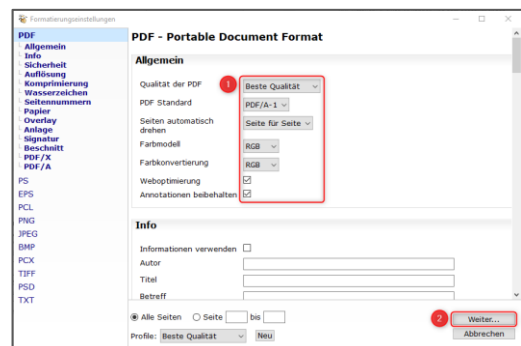 Formatierungseinstellungen
PDF
Allgemein
Info
Sicherheit
Auflösung
Komprimierung
Wasserzeichen
Seitennummern
Papier
Overlay
Anlage
Signatur
Beschnitt
PDF/X
PDF/A
PS
EPS
PCL
PNG
JPEG
BMP
PCX
TIFF
PSD
TXT
PDF - Portable Document Format
Allgemein
Qualität der PDF 1 Beste Qualität
PDF Standard PDF/A-1
Seiten automatisch drehen Seite für Seite
Farbmodell RGB
Farbkonvertierung RGB
Weboptimierung
Annotationen beibehalten
Info
Informationen verwenden
Autor
Titel
Betreff
Alle Seiten Seite bis 2 Weiter...
Profile: Beste Qualität Neu Abbrechen